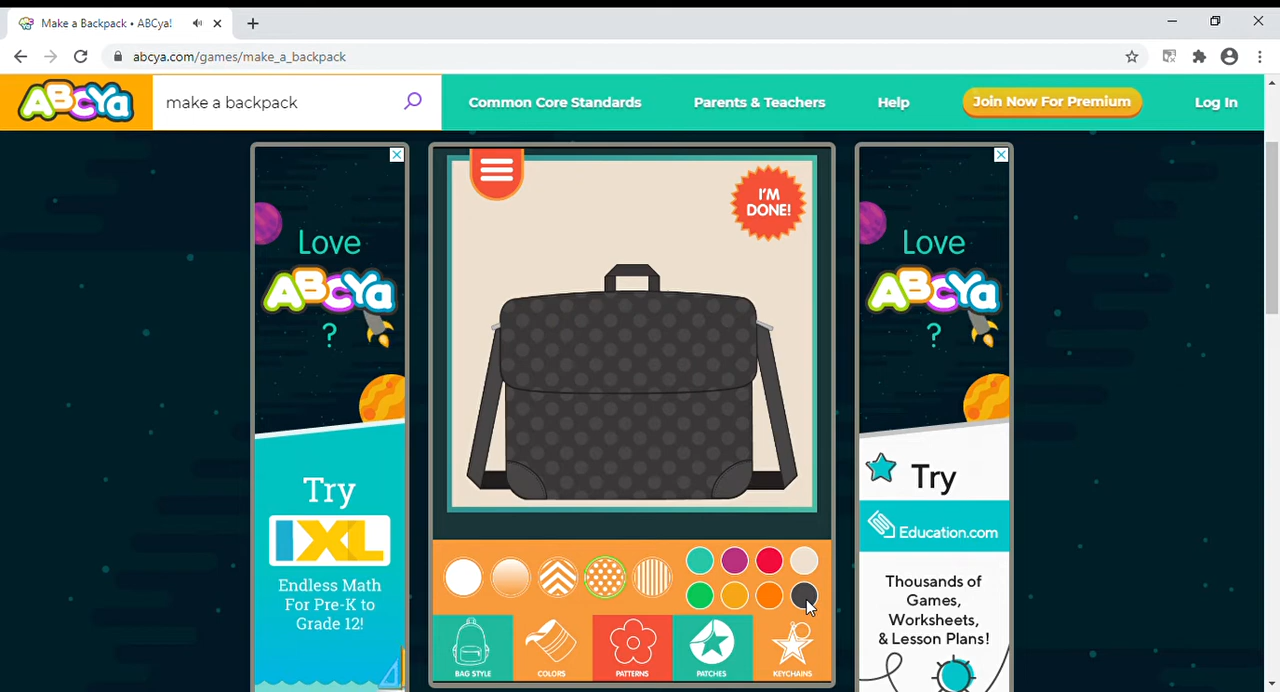 Make a Backpack • ABCya!
abcya.com/games/make_a_backpack
ABCYa
make a backpack
Common Core Standards
Parents & Teachers
Help
Join Now For Premium
Log In
Love
ABCYa
?
Try
IXL
Endless Math
For Pre-K to
Grade 12!
I'M
DONE!
BAG STYLE
COLORS
PATTERNS
PATCHES
KEYCHAINS
Love
ABCYa
?
Try
Education.com
Thousands of
Games,
Worksheets,
& Lesson Plans!